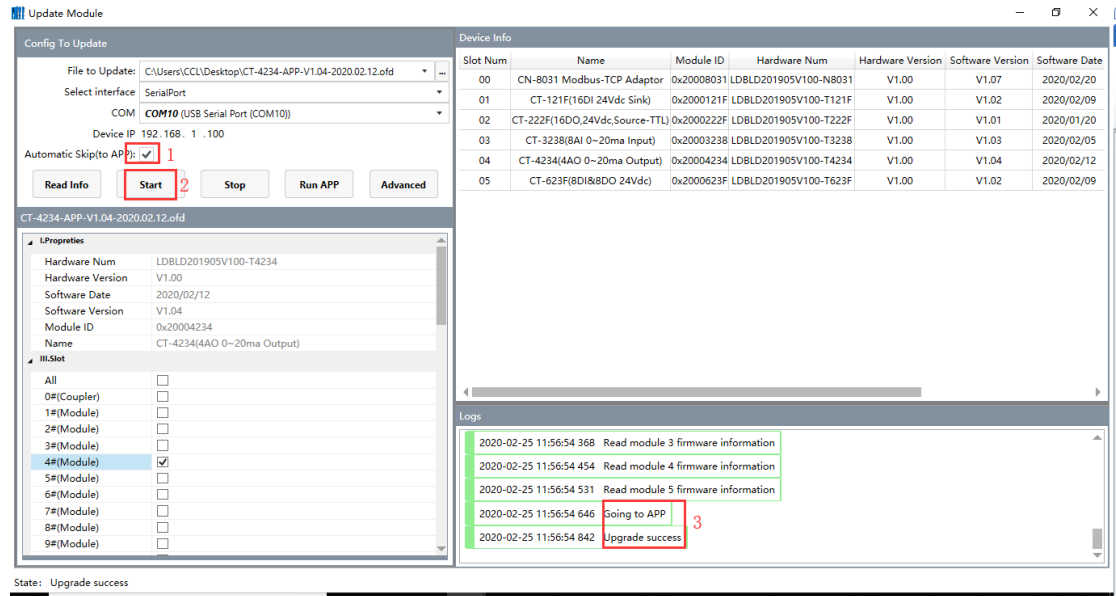 Update Module
Config To Update
File to Update: C:\Users\CCL\Desktop\CT-4234-APP-V1.04-2020.02.12.ofd ...
Select interface SerialPort
COM COM10 (USB Serial Port (COM10))
Device IP 192.168. 1 .100
Automatic Skip(to APP): 1
Read Info Start 2 Stop Run APP Advanced
CT-4234-APP-V1.04-2020.02.12.ofd
I.Propreties
Hardware Num LDBLD201905V100-T4234
Hardware Version V1.00
Software Date 2020/02/12
Software Version V1.04
Module ID 0x20004234
Name CT-4234(4AO 0~20ma Output)
III.Slot
All
0#(Coupler)
1#(Module)
2#(Module)
3#(Module)
4#(Module)
5#(Module)
6#(Module)
7#(Module)
8#(Module)
9#(Module)
Device Info
Slot Num Name Module ID Hardware Num Hardware Version Software Version Software Date
00 CN-8031 Modbus-TCP Adaptor 0x20008031 LDBLD201905V100-N8031 V1.00 V1.07 2020/02/20
01 CT-121F(16DI 24Vdc Sink) 0x2000121F LDBLD201905V100-T121F V1.00 V1.02 2020/02/09
02 CT-222F(16DO,24Vdc,Source-TTL) 0x2000222F LDBLD201905V100-T222F V1.00 V1.01 2020/01/20
03 CT-3238(8AI 0~20ma Input) 0x20003238 LDBLD201905V100-T3238 V1.00 V1.03 2020/02/05
04 CT-4234(4AO 0~20ma Output) 0x20004234 LDBLD201905V100-T4234 V1.00 V1.04 2020/02/12
05 CT-623F(8DI&8DO 24Vdc) 0x2000623F LDBLD201905V100-T623F V1.00 V1.02 2020/02/09
Logs
2020-02-25 11:56:54 368 Read module 3 firmware information
2020-02-25 11:56:54 454 Read module 4 firmware information
2020-02-25 11:56:54 531 Read module 5 firmware information
2020-02-25 11:56:54 646 Going to APP
3
2020-02-25 11:56:54 842 Upgrade success
State: Upgrade success